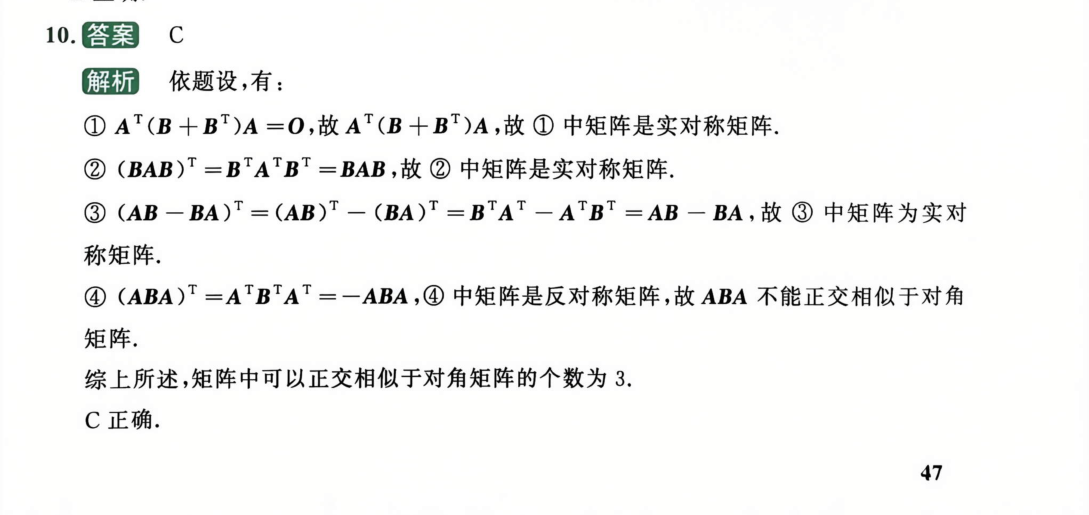 10. 答案 C
解析 依题设,有:
① Aᵀ(B+Bᵀ)A=O,故 Aᵀ(B+Bᵀ)A,故 ① 中矩阵是实对称矩阵.
② (BAB)ᵀ=BᵀAᵀBᵀ=BAB,故 ② 中矩阵是实对称矩阵.
③ (AB-BA)ᵀ=(AB)ᵀ-(BA)ᵀ=BᵀAᵀ-AᵀBᵀ=AB-BA,故 ③ 中矩阵为实对
称矩阵.
④ (ABA)ᵀ=AᵀBᵀAᵀ=-ABA,④ 中矩阵是反对称矩阵,故 ABA 不能正交相似于对角
矩阵.
综上所述,矩阵中可以正交相似于对角矩阵的个数为 3.
C 正确.
47